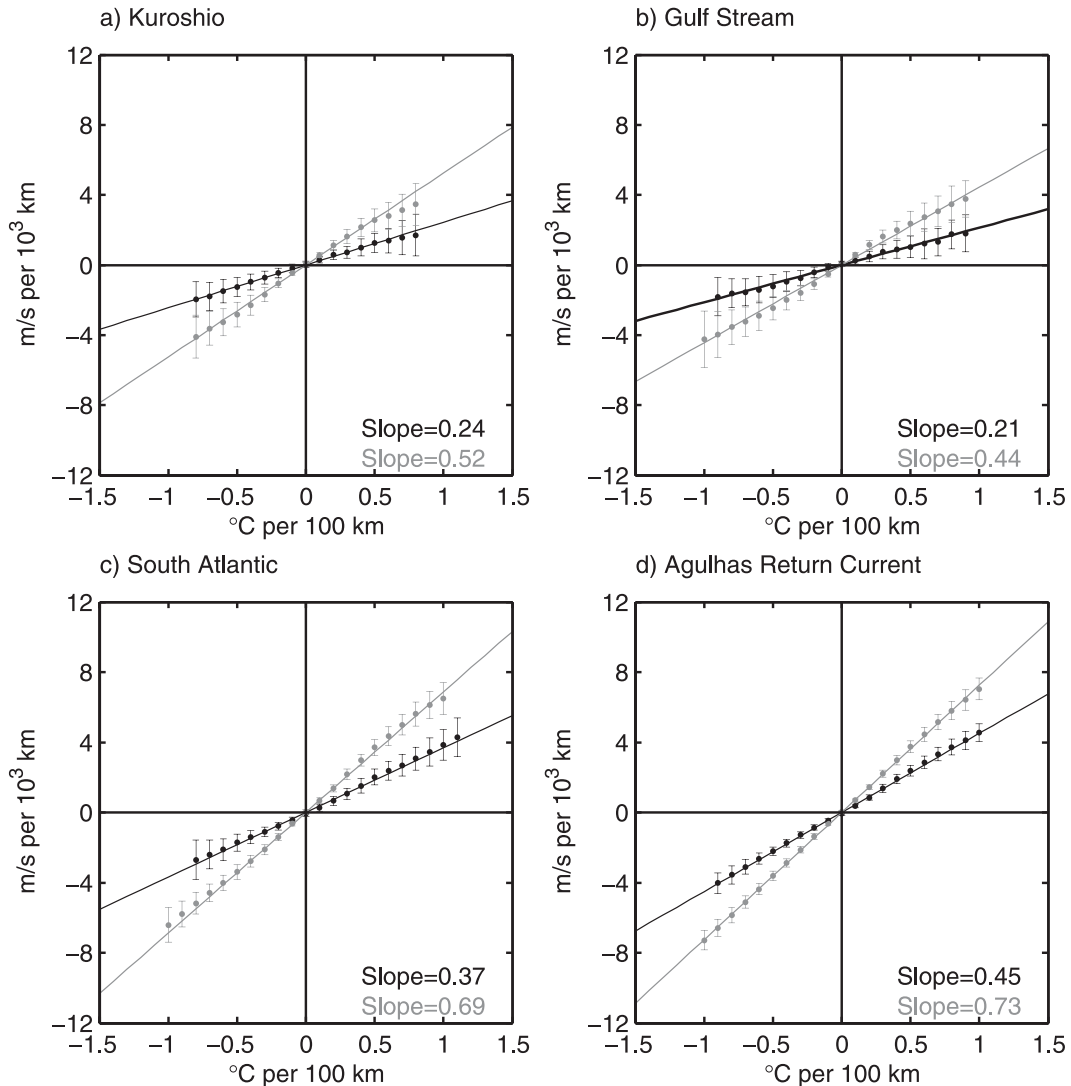 a) Kuroshio
12
8
4
0
−4
−8
−12
m/s per 10³ km
−1.5
−1
−0.5
0
0.5
1
1.5
°C per 100 km
Slope=0.24
Slope=0.52
b) Gulf Stream
12
8
4
0
−4
−8
−12
m/s per 10³ km
−1.5
−1
−0.5
0
0.5
1
1.5
°C per 100 km
Slope=0.21
Slope=0.44
c) South Atlantic
12
8
4
0
−4
−8
−12
m/s per 10³ km
−1.5
−1
−0.5
0
0.5
1
1.5
°C per 100 km
Slope=0.37
Slope=0.69
d) Agulhas Return Current
12
8
4
0
−4
−8
−12
m/s per 10³ km
−1.5
−1
−0.5
0
0.5
1
1.5
°C per 100 km
Slope=0.45
Slope=0.73